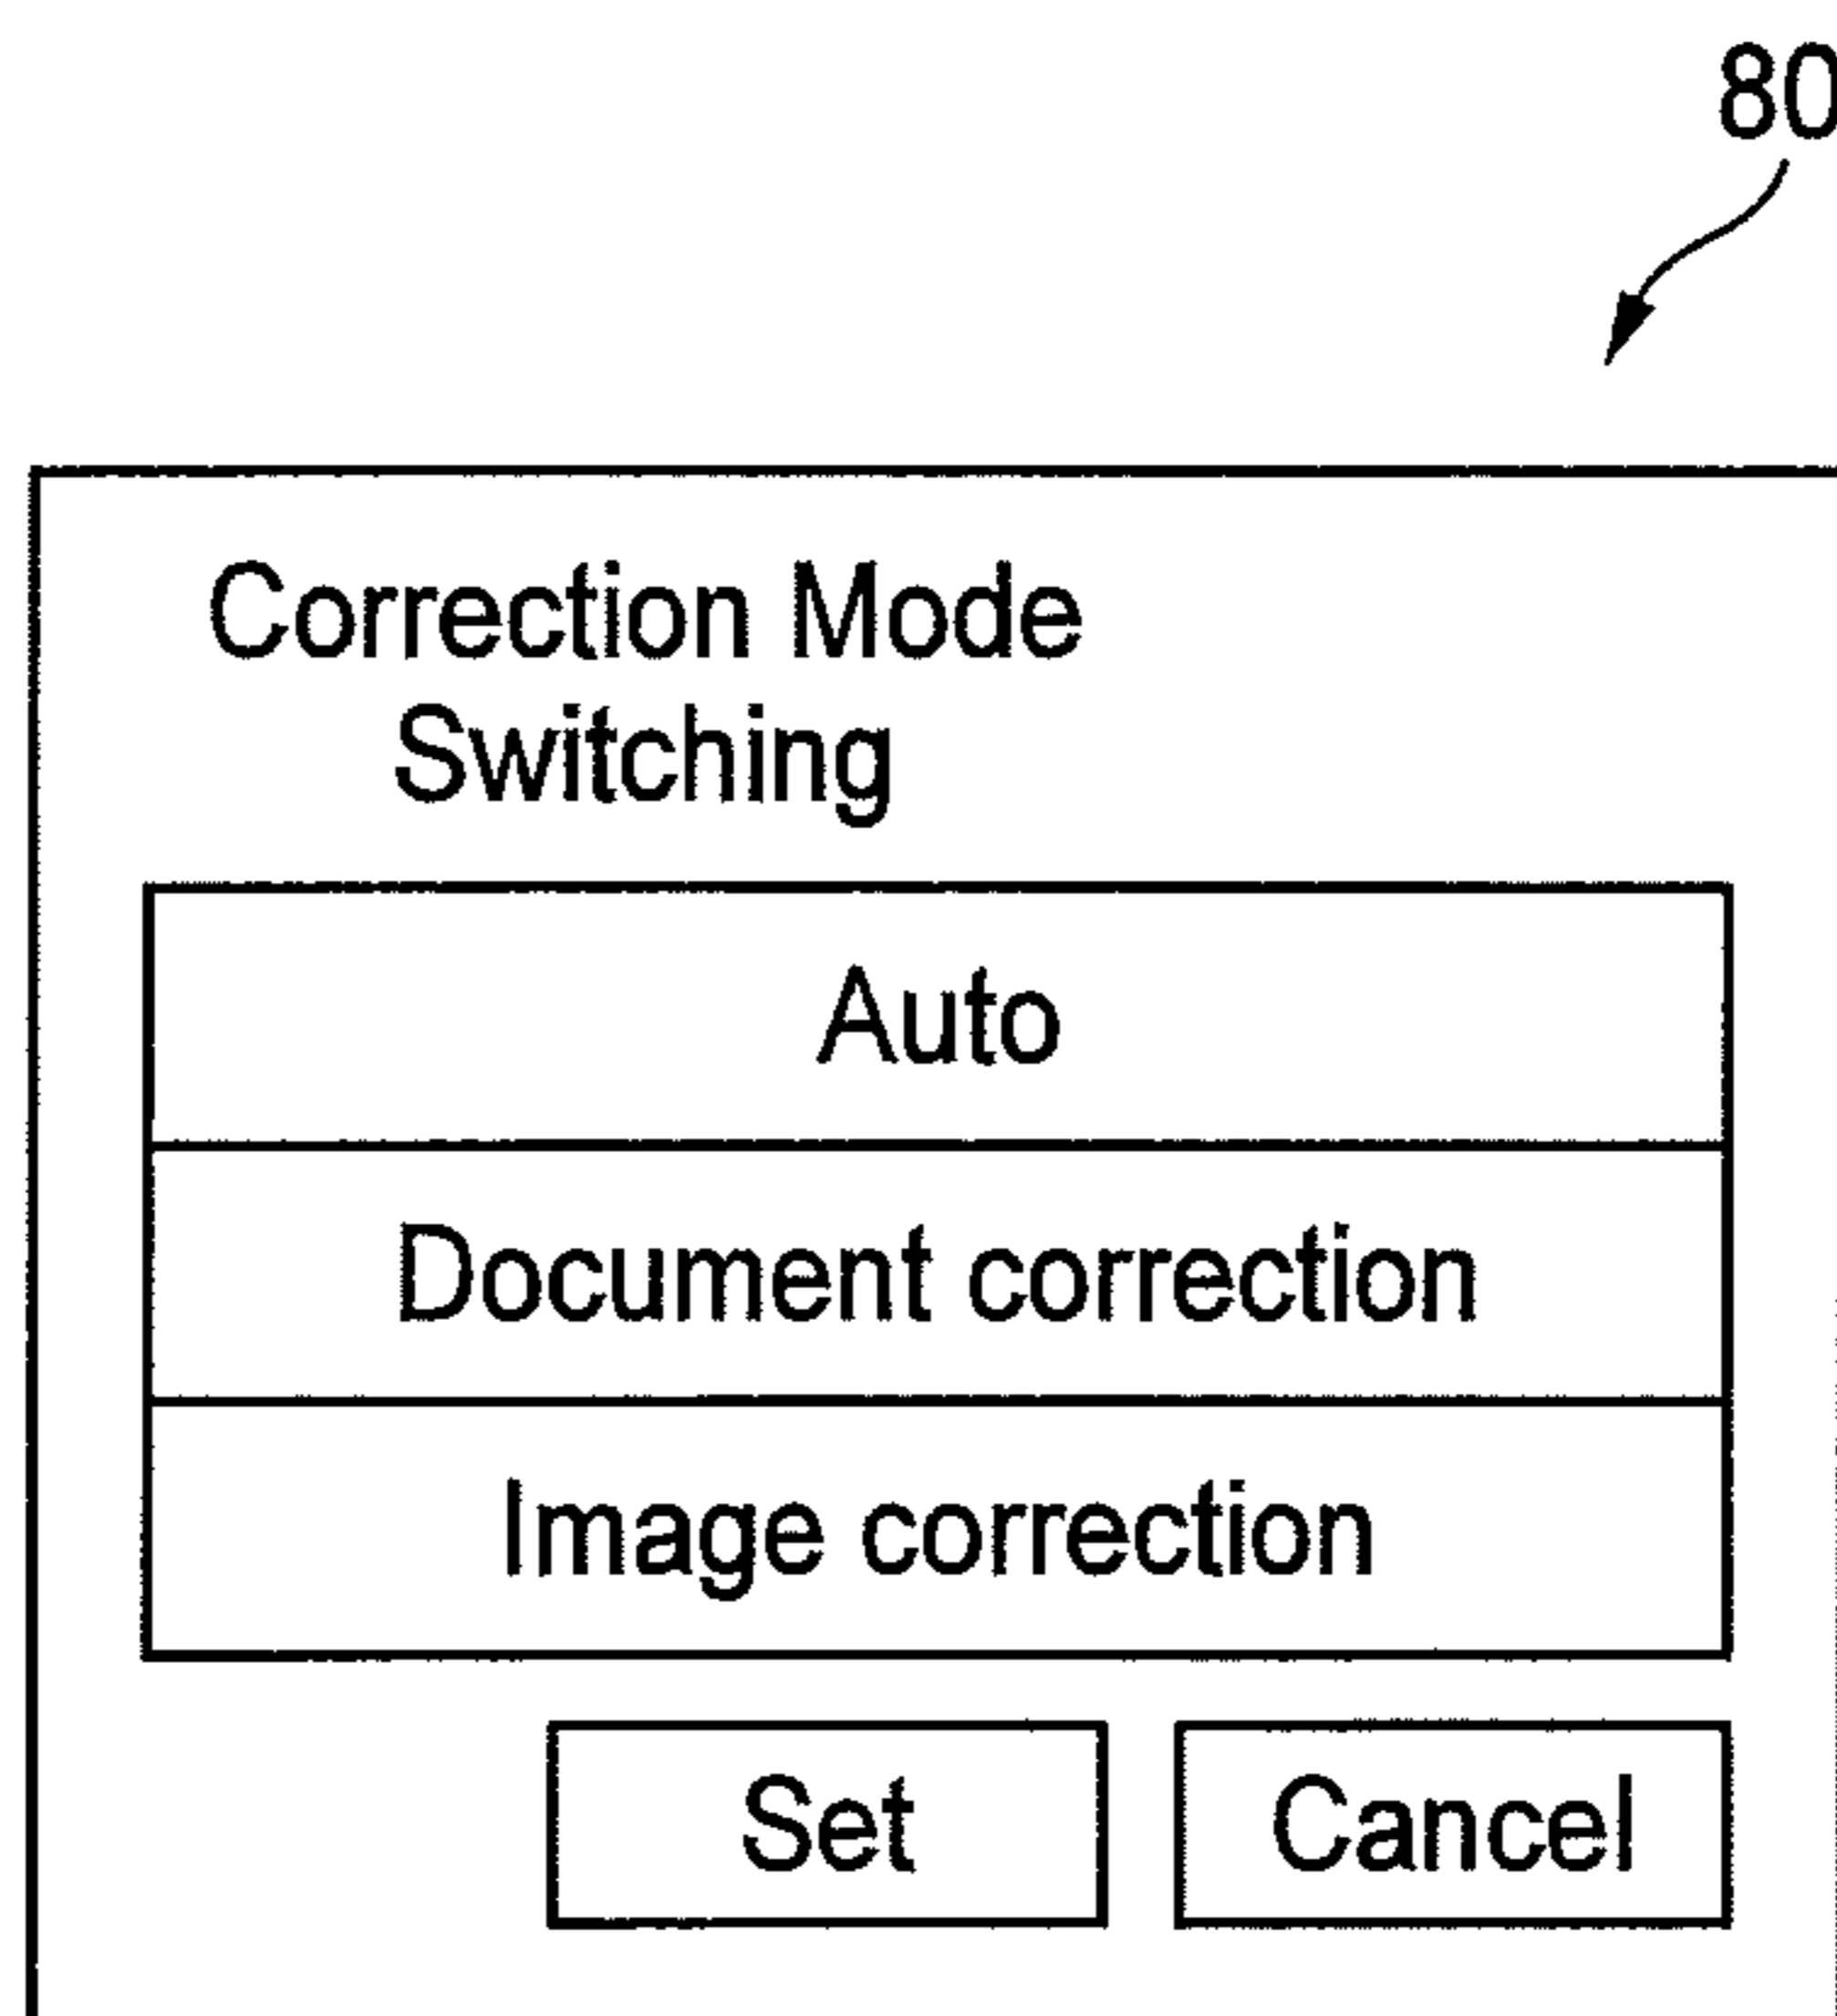 80
Correction Mode
Switching
Auto
Document correction
Image correction
Set
Cancel